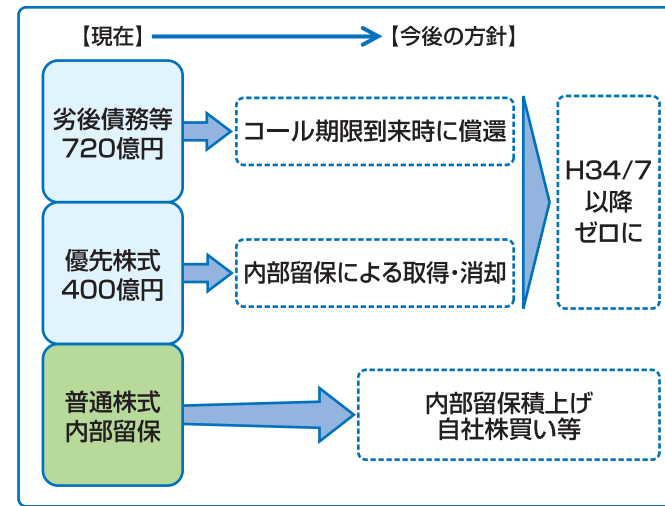 【現在】
【今後の方針】
劣後債務等
720億円
コール期限到来時に償還
H34/7
以降
ゼロに
優先株式
400億円
内部留保による取得・消却
普通株式
内部留保
内部留保積上げ
自社株買い等